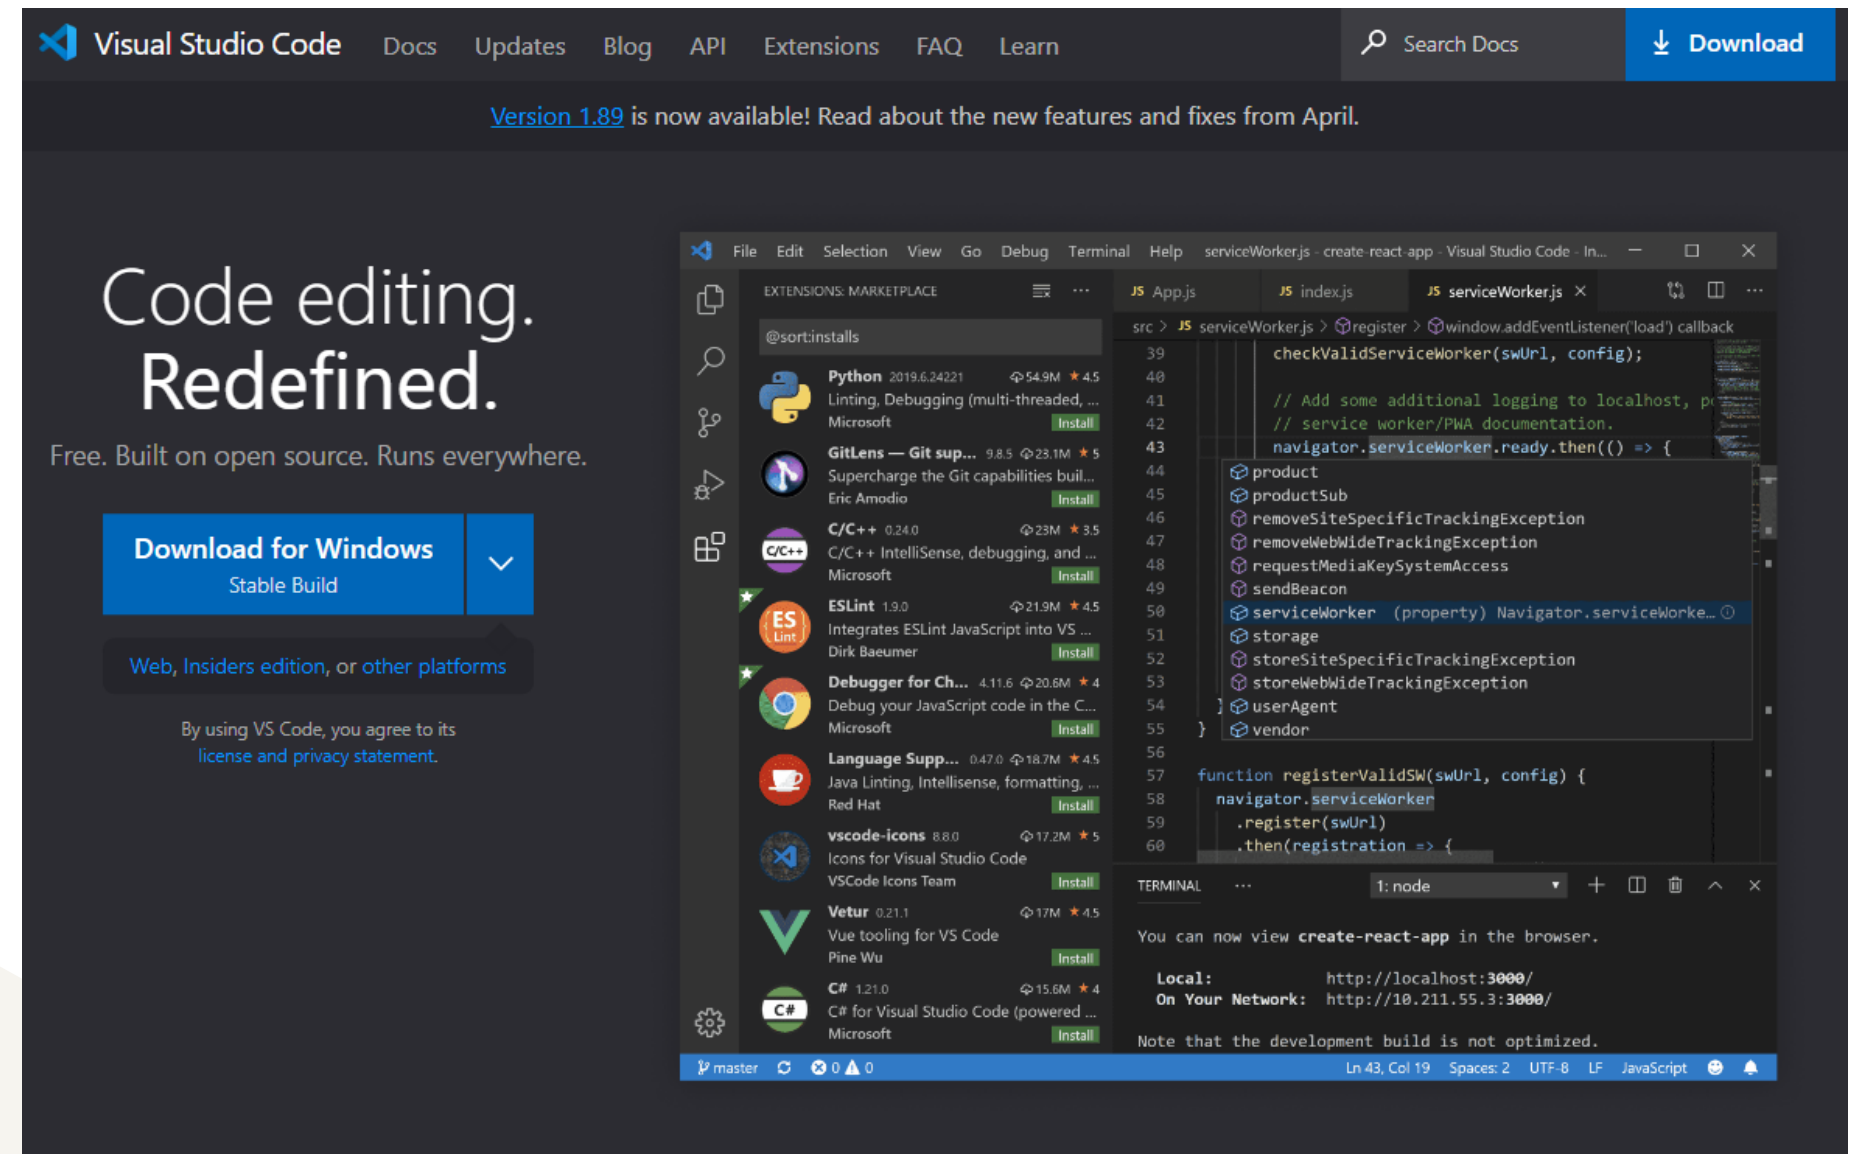 Visual Studio Code Docs Updates Blog API Extensions FAQ Learn Search Docs Download
Version 1.89 is now available! Read about the new features and fixes from April.
Code editing.
Redefined.
Free. Built on open source. Runs everywhere.
Download for Windows
Stable Build
Web, Insiders edition, or other platforms
By using VS Code, you agree to its
license and privacy statement.
File Edit Selection View Go Debug Terminal Help serviceWorker.js - create-react-app - Visual Studio Code - In...
EXTENSIONS: MARKETPLACE
@sort:installs
Python 2019.6.24221 54.9M ★ 4.5
Linting, Debugging (multi-threaded, ...
Microsoft Install
GitLens — Git sup... 9.8.5 23.1M ★ 5
Supercharge the Git capabilities buil...
Eric Amodio Install
C/C++
C/C++ 0.24.0 23M ★ 3.5
C/C++ IntelliSense, debugging, and ...
Microsoft Install
ES
Lint
ESLint 1.9.0 21.9M ★ 4.5
Integrates ESLint JavaScript into VS ...
Dirk Baeumer Install
Debugger for Ch... 4.11.6 20.6M ★ 4
Debug your JavaScript code in the C...
Microsoft Install
Language Supp... 0.47.0 18.7M ★ 4.5
Java Linting, Intellisense, formatting, ...
Red Hat Install
vscode-icons 8.8.0 17.2M ★ 5
Icons for Visual Studio Code
VSCode Icons Team Install
Vetur 0.21.1 17M ★ 4.5
Vue tooling for VS Code
Pine Wu Install
C#
C# 1.21.0 15.6M ★ 4
C# for Visual Studio Code (powered ...
Microsoft Install
JS App.js JS index.js JS serviceWorker.js
src > JS serviceWorker.js > register > window.addEventListener('load') callback
39 checkValidServiceWorker(swUrl, config);
40
41 // Add some additional logging to localhost, p
42 // service worker/PWA documentation.
43 navigator.serviceWorker.ready.then(() => {
44 product
45 productSub
46 removeSiteSpecificTrackingException
47 removeWebWideTrackingException
48 requestMediaKeySystemAccess
49 sendBeacon
50 serviceWorker (property) Navigator.serviceWorke...
51 storage
52 storeSiteSpecificTrackingException
53 storeWebWideTrackingException
54 } userAgent
55 } vendor
56
57 function registerValidSW(swUrl, config) {
58 navigator.serviceWorker
59 .register(swUrl)
60 .then(registration => {
TERMINAL ... 1: node
You can now view create-react-app in the browser.
Local: http://localhost:3000/
On Your Network: http://10.211.55.3:3000/
Note that the development build is not optimized.
master 0 0 Ln 43, Col 19 Spaces: 2 UTF-8 LF JavaScript